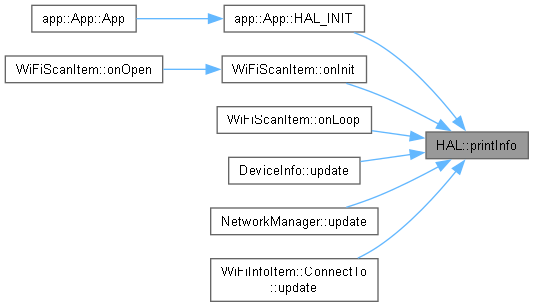 app::App::App
app::App::HAL_INIT
WiFiScanItem::onOpen
WiFiScanItem::onInit
WiFiScanItem::onLoop
HAL::printInfo
DeviceInfo::update
NetworkManager::update
WiFiInfoItem::ConnectTo
::update